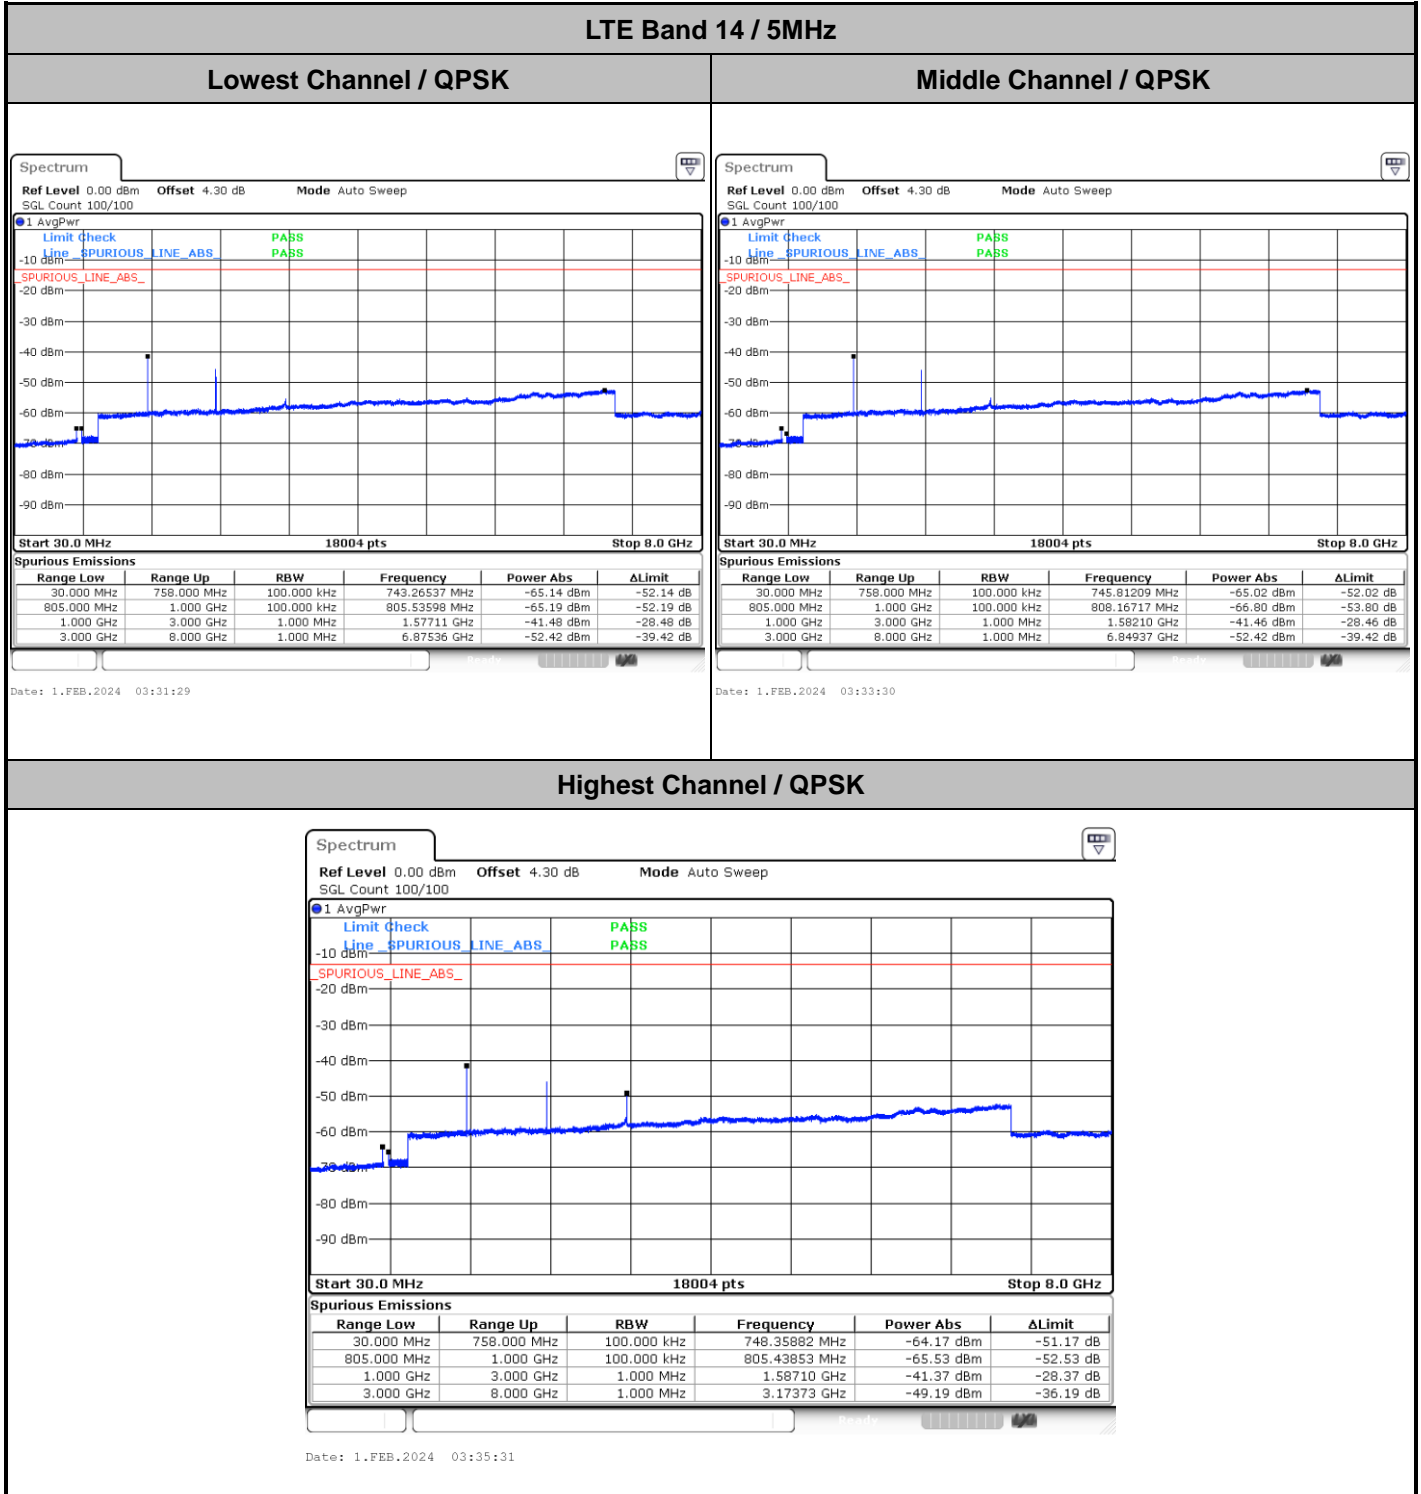 LTE Band 14 / 5MHz
Lowest Channel / QPSK
Middle Channel / QPSK
Spectrum
Ref Level 0.00 dBm Offset 4.30 dB Mode Auto Sweep
SGL Count 100/100
1 AvgPwr
Limit Check PASS
Line _SPURIOUS_LINE_ABS_ PASS
-10 dBm
_SPURIOUS_LINE_ABS_
-20 dBm
-30 dBm
-40 dBm
-50 dBm
-60 dBm
-70 dBm
-80 dBm
-90 dBm
Start 30.0 MHz 18004 pts Stop 8.0 GHz
Spurious Emissions
Range Low Range Up RBW Frequency Power Abs ΔLimit
30.000 MHz 758.000 MHz 100.000 kHz 743.26537 MHz -65.14 dBm -52.14 dB
805.000 MHz 1.000 GHz 100.000 kHz 805.53598 MHz -65.19 dBm -52.19 dB
1.000 GHz 3.000 GHz 1.000 MHz 1.57711 GHz -41.48 dBm -28.48 dB
3.000 GHz 8.000 GHz 1.000 MHz 6.87536 GHz -52.42 dBm -39.42 dB
Ready
Date: 1.FEB.2024 03:31:29
Spectrum
Ref Level 0.00 dBm Offset 4.30 dB Mode Auto Sweep
SGL Count 100/100
1 AvgPwr
Limit Check PASS
Line _SPURIOUS_LINE_ABS_ PASS
-10 dBm
_SPURIOUS_LINE_ABS_
-20 dBm
-30 dBm
-40 dBm
-50 dBm
-60 dBm
-70 dBm
-80 dBm
-90 dBm
Start 30.0 MHz 18004 pts Stop 8.0 GHz
Spurious Emissions
Range Low Range Up RBW Frequency Power Abs ΔLimit
30.000 MHz 758.000 MHz 100.000 kHz 745.81209 MHz -65.02 dBm -52.02 dB
805.000 MHz 1.000 GHz 100.000 kHz 808.16717 MHz -66.80 dBm -53.80 dB
1.000 GHz 3.000 GHz 1.000 MHz 1.58210 GHz -41.46 dBm -28.46 dB
3.000 GHz 8.000 GHz 1.000 MHz 6.84937 GHz -52.42 dBm -39.42 dB
Ready
Date: 1.FEB.2024 03:33:30
Highest Channel / QPSK
Spectrum
Ref Level 0.00 dBm Offset 4.30 dB Mode Auto Sweep
SGL Count 100/100
1 AvgPwr
Limit Check PASS
Line _SPURIOUS_LINE_ABS_ PASS
-10 dBm
_SPURIOUS_LINE_ABS_
-20 dBm
-30 dBm
-40 dBm
-50 dBm
-60 dBm
-70 dBm
-80 dBm
-90 dBm
Start 30.0 MHz 18004 pts Stop 8.0 GHz
Spurious Emissions
Range Low Range Up RBW Frequency Power Abs ΔLimit
30.000 MHz 758.000 MHz 100.000 kHz 748.35882 MHz -64.17 dBm -51.17 dB
805.000 MHz 1.000 GHz 100.000 kHz 805.43853 MHz -65.53 dBm -52.53 dB
1.000 GHz 3.000 GHz 1.000 MHz 1.58710 GHz -41.37 dBm -28.37 dB
3.000 GHz 8.000 GHz 1.000 MHz 3.17373 GHz -49.19 dBm -36.19 dB
Ready
Date: 1.FEB.2024 03:35:31